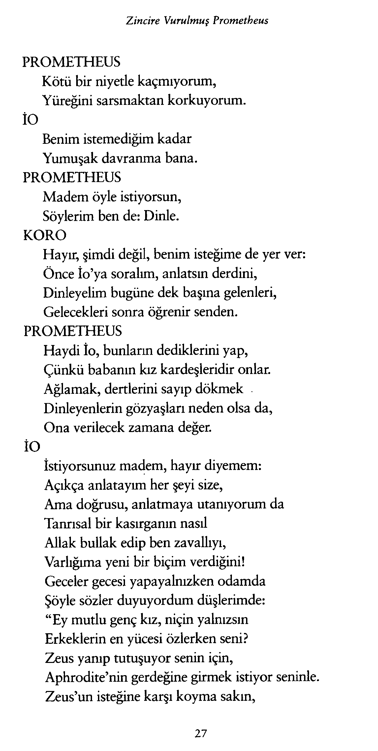 Zincire Vurulmuş Prometheus
PROMETHEUS
Kötü bir niyetle kaçmıyorum,
Yüreğini sarsmaktan korkuyorum.
İO
Benim istemediğim kadar
Yumuşak davranma bana.
PROMETHEUS
Madem öyle istiyorsun,
Söylerim ben de: Dinle.
KORO
Hayır, şimdi değil, benim isteğime de yer ver:
Önce İo'ya soralım, anlatsın derdini,
Dinleyelim bugüne dek başına gelenleri,
Gelecekleri sonra öğrenir senden.
PROMETHEUS
Haydi İo, bunların dediklerini yap,
Çünkü babanın kız kardeşleridir onlar.
Ağlamak, dertlerini sayıp dökmek
Dinleyenlerin gözyaşları neden olsa da,
Ona verilecek zamana değer.
İO
İstiyorsunuz madem, hayır diyemem:
Açıkça anlatayım her şeyi size,
Ama doğrusu, anlatmaya utanıyorum da
Tanrısal bir kasırganın nasıl
Allak bullak edip ben zavallıyı,
Varlığıma yeni bir biçim verdiğini!
Geceler gecesi yapayalnızken odamda
Şöyle sözler duyuyordum düşlerimde:
"Ey mutlu genç kız, niçin yalnızsın
Erkeklerin en yücesi özlerken seni?
Zeus yanıp tutuşuyor senin için,
Aphrodite'nin gerdeğine girmek istiyor seninle.
Zeus'un isteğine karşı koyma sakın,
27